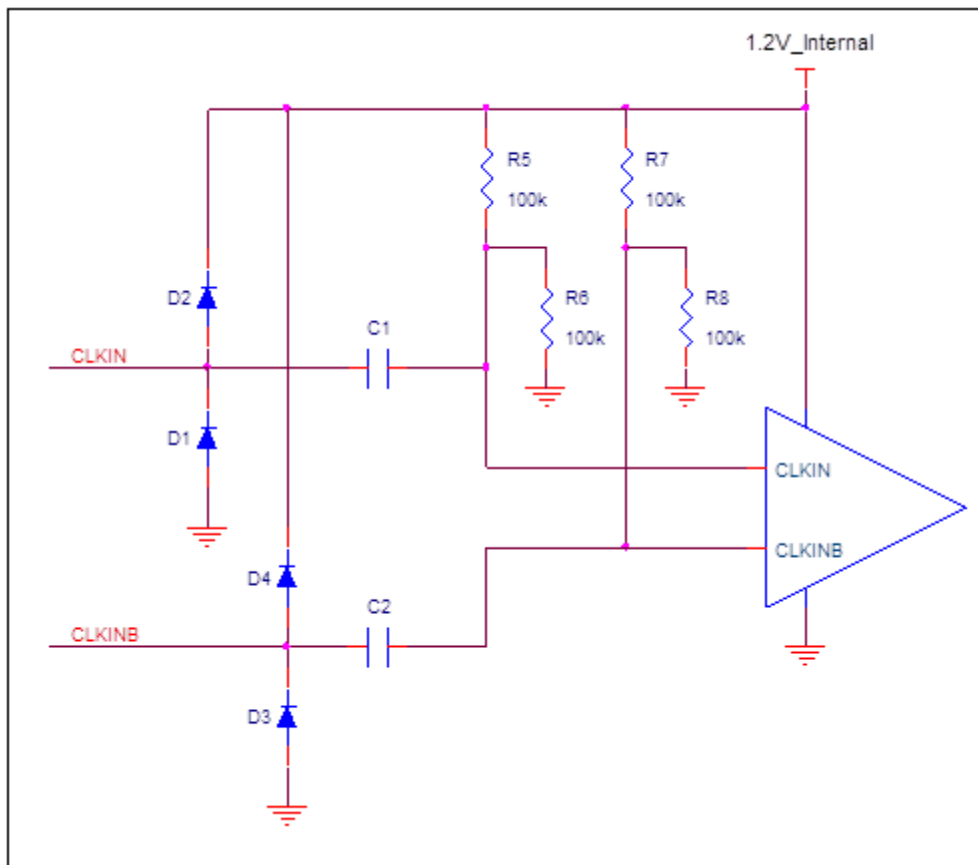 1.2V_Internal
R5
100k
R7
100k
D2
R6
100k
R8
100k
C1
CLKIN
D1
CLKIN
CLKINB
D4
C2
CLKINB
D3